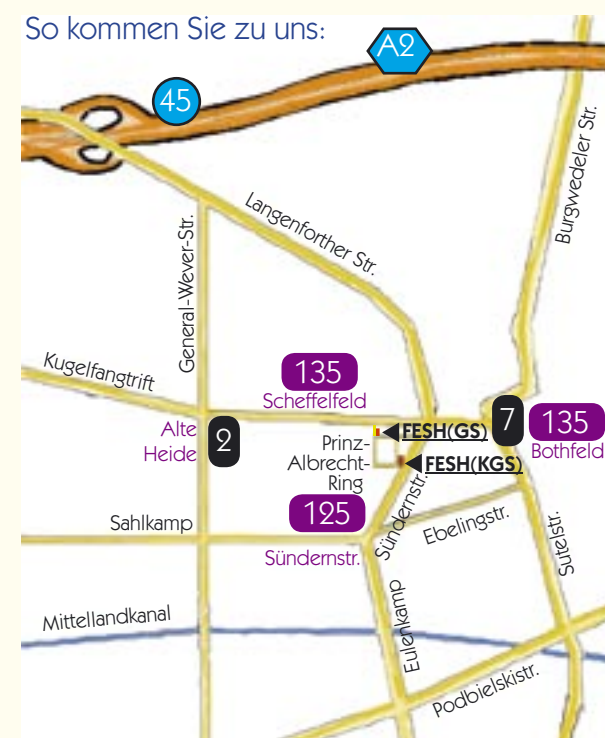 So kommen Sie zu uns:
A2
45
Burgwedeler Str.
Langenforther Str.
General-Wever-Str.
Kugelfangtrift
135
Scheffelfeld
Alte
Heide
2
7
135
Bothfeld
Prinz-
Albrecht-
Ring
FESH(GS)
FESH(KGS)
125
Sündernstr.
Sündernstr.
Sahlkamp
Ebelingstr.
Sutelstr.
Mittellandkanal
Eulenkamp
Podbielskistr.